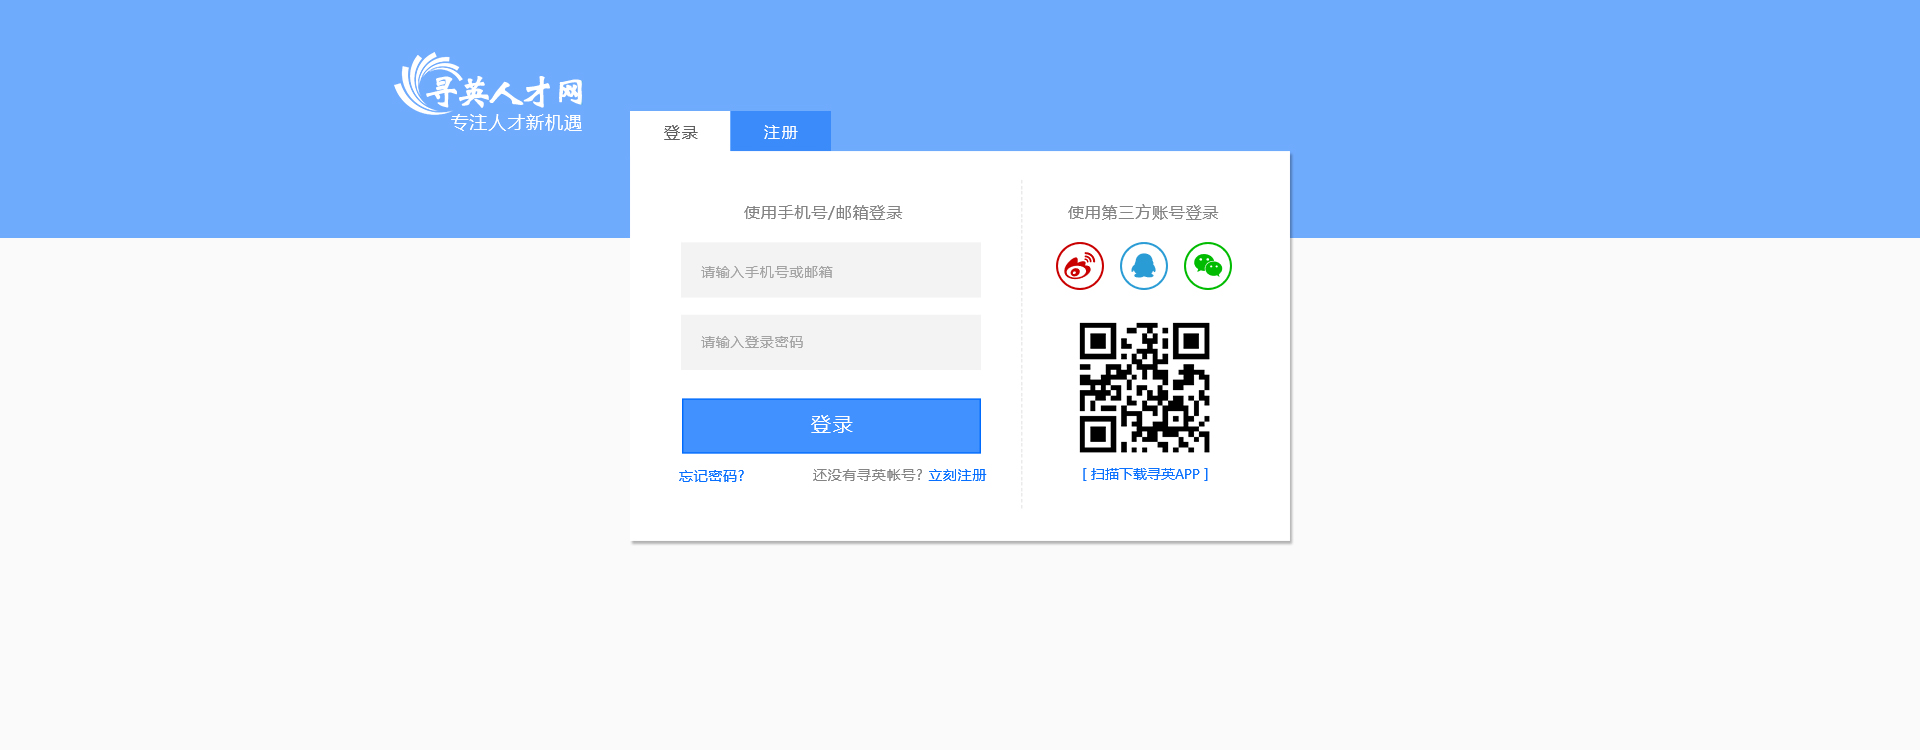 寻英人才网
专注人才新机遇
登录
注册
使用手机号/邮箱登录
请输入手机号或邮箱
请输入登录密码
登录
忘记密码?
还没有寻英帐号? 立刻注册
使用第三方账号登录
[ 扫描下载寻英APP ]